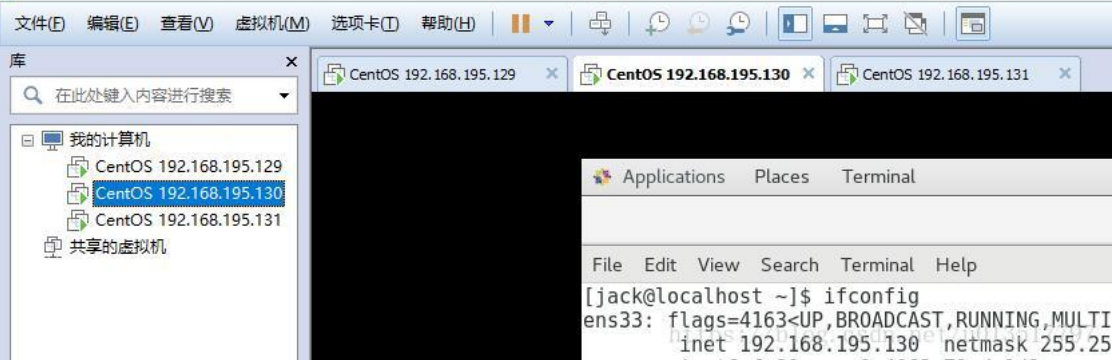 文件(F) 编辑(E) 查看(V) 虚拟机(M) 选项卡(T) 帮助(H)
库
在此处键入内容进行搜索
我的计算机
CentOS 192.168.195.129
CentOS 192.168.195.130
CentOS 192.168.195.131
共享的虚拟机
CentOS 192.168.195.129 CentOS 192.168.195.130 CentOS 192.168.195.131
Applications Places Terminal
File Edit View Search Terminal Help
[jack@localhost ~]$ ifconfig
ens33: flags=4163<UP,BROADCAST,RUNNING,MULTI
inet 192.168.195.130 netmask 255.25